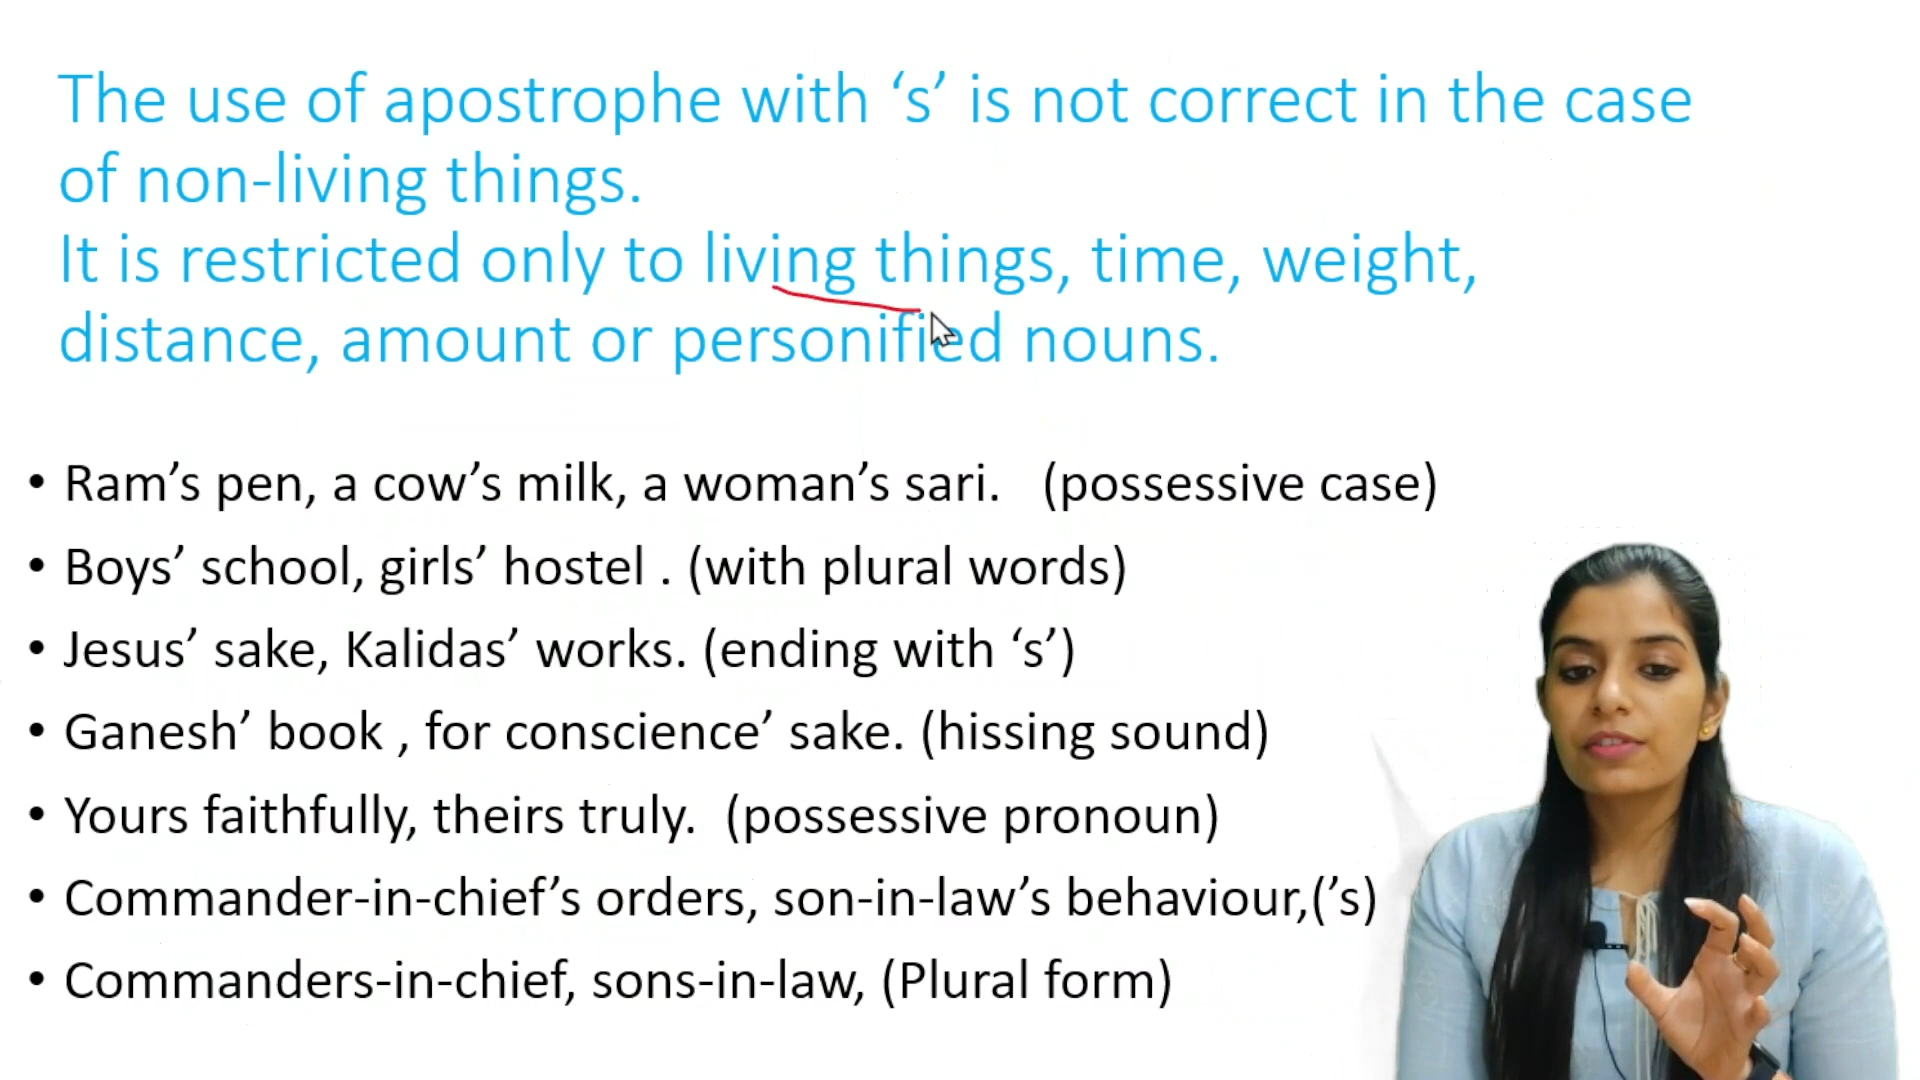 The use of apostrophe with ‘s’ is not correct in the case
of non-living things.
It is restricted only to living things, time, weight,
distance, amount or personified nouns.
• Ram’s pen, a cow’s milk, a woman’s sari. (possessive case)
• Boys’ school, girls’ hostel . (with plural words)
• Jesus’ sake, Kalidas’ works. (ending with ‘s’)
• Ganesh’ book , for conscience’ sake. (hissing sound)
• Yours faithfully, theirs truly. (possessive pronoun)
• Commander-in-chief’s orders, son-in-law’s behaviour,(’s)
• Commanders-in-chief, sons-in-law, (Plural form)